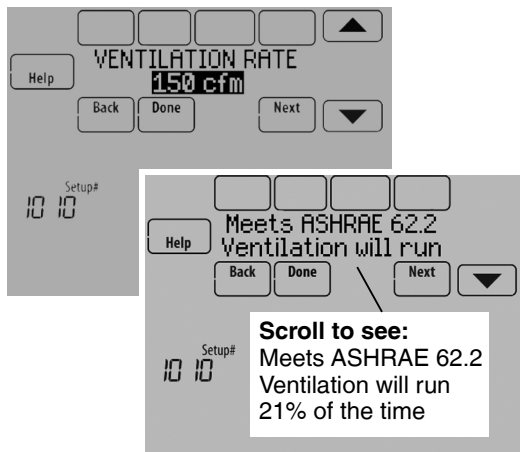 VENTILATION RATE
Help
150 cfm
Back Done Next
Setup#
10 10
Meets ASHRAE 62.2
Help
Ventilation will run
Back Done Next
Setup#
10 10
Scroll to see:
Meets ASHRAE 62.2
Ventilation will run
21% of the time